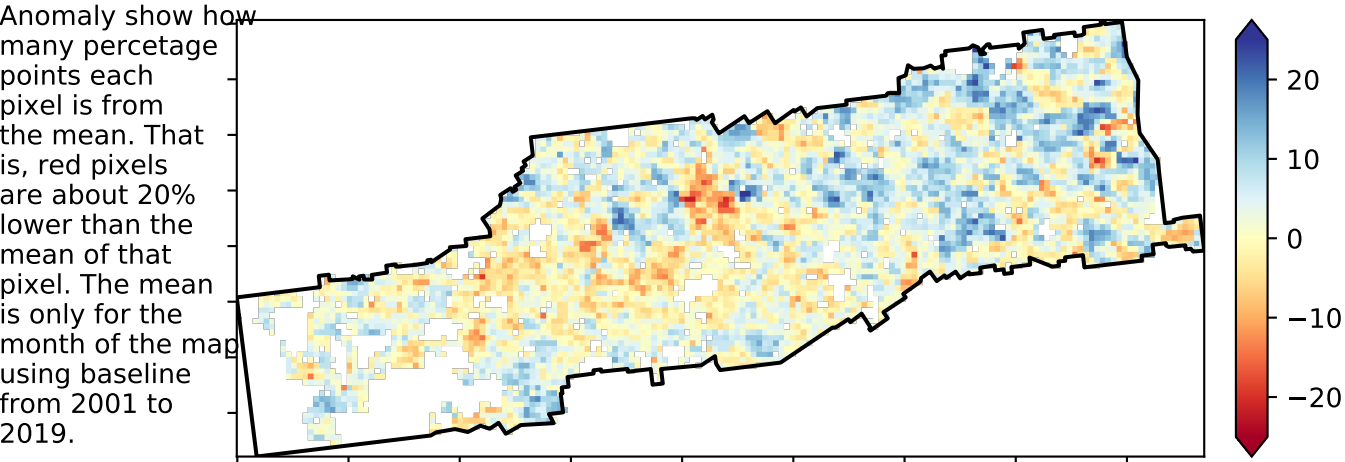 Anomaly show how
many percetage
points each
pixel is from
the mean. That
is, red pixels
are about 20%
lower than the
mean of that
pixel. The mean
is only for the
month of the map
using baseline
from 2001 to
2019.
20
10
0
−10
−20